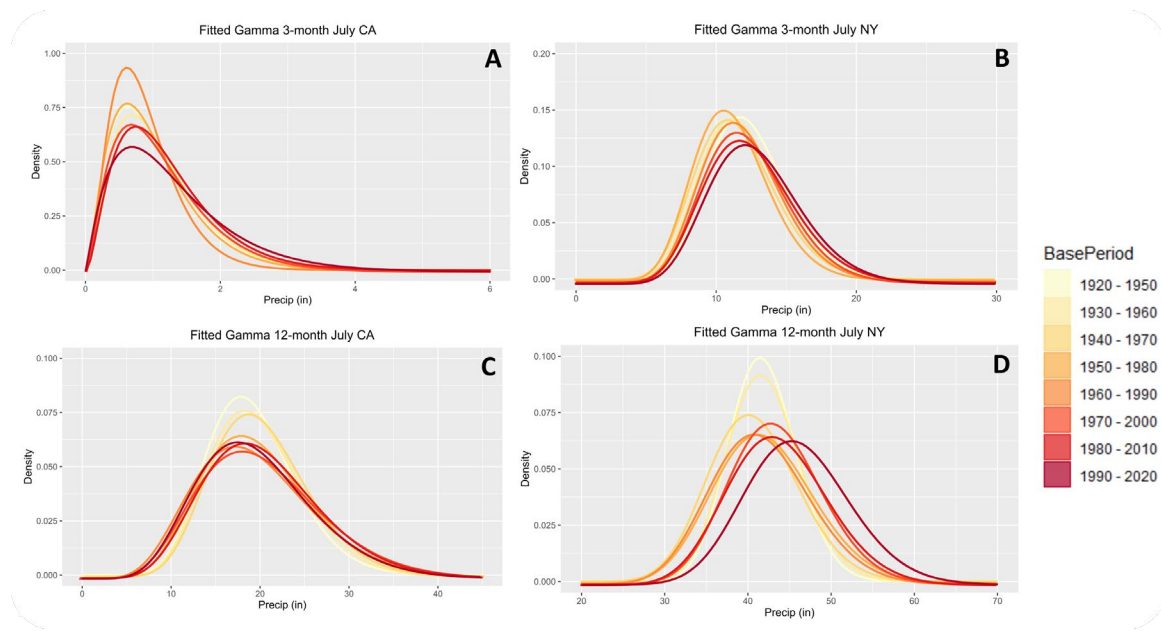 Fitted Gamma 3-month July CA
A
1.00
0.75
0.50
0.25
0.00
Density
0 2 4 6
Precip (in)
Fitted Gamma 3-month July NY
B
0.20
0.15
0.10
0.05
0.00
Density
0 10 20 30
Precip (in)
Fitted Gamma 12-month July CA
C
0.100
0.075
0.050
0.025
0.000
Density
0 10 20 30 40
Precip (in)
Fitted Gamma 12-month July NY
D
0.100
0.075
0.050
0.025
0.000
Density
20 30 40 50 60 70
Precip (in)
BasePeriod
1920 - 1950
1930 - 1960
1940 - 1970
1950 - 1980
1960 - 1990
1970 - 2000
1980 - 2010
1990 - 2020